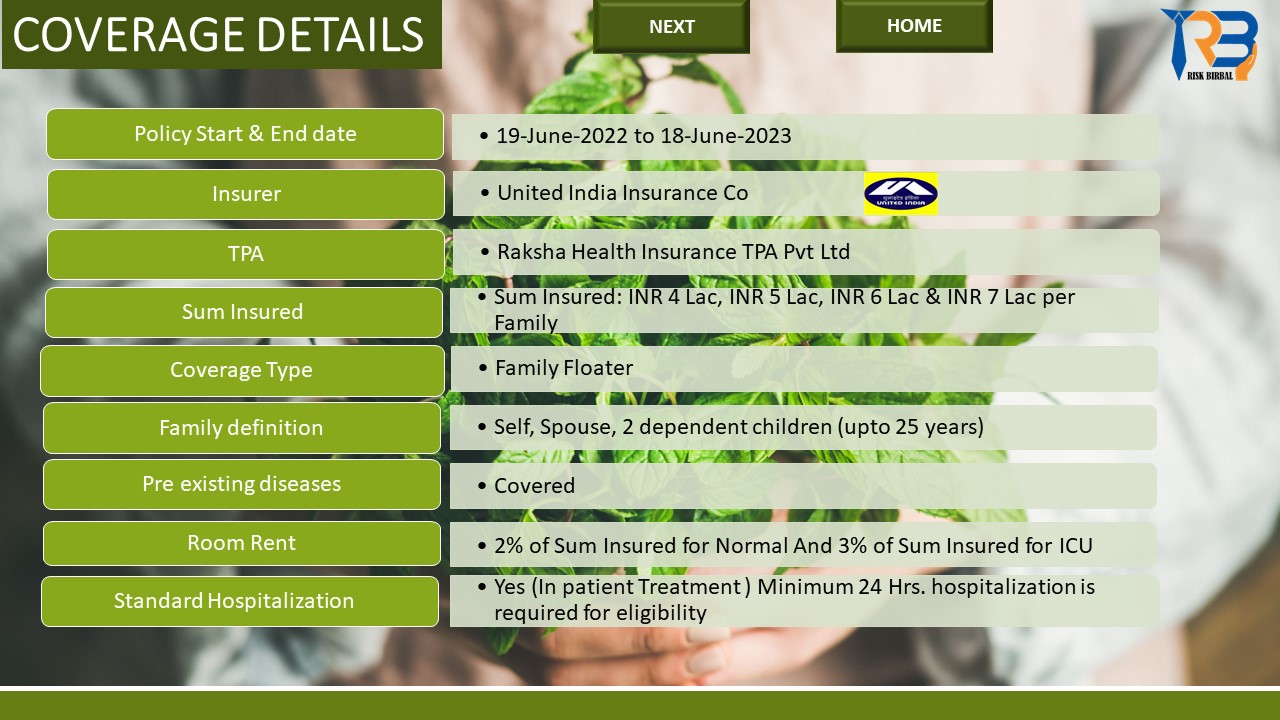 COVERAGE DETAILS
NEXT
HOME
RISK BIRBAL
Policy Start & End date
• 19-June-2022 to 18-June-2023
Insurer
• United India Insurance Co
UNITED INDIA
TPA
• Raksha Health Insurance TPA Pvt Ltd
Sum Insured
• Sum Insured: INR 4 Lac, INR 5 Lac, INR 6 Lac & INR 7 Lac per
Family
Coverage Type
• Family Floater
Family definition
• Self, Spouse, 2 dependent children (upto 25 years)
Pre existing diseases
• Covered
Room Rent
• 2% of Sum Insured for Normal And 3% of Sum Insured for ICU
Standard Hospitalization
• Yes (In patient Treatment ) Minimum 24 Hrs. hospitalization is
required for eligibility